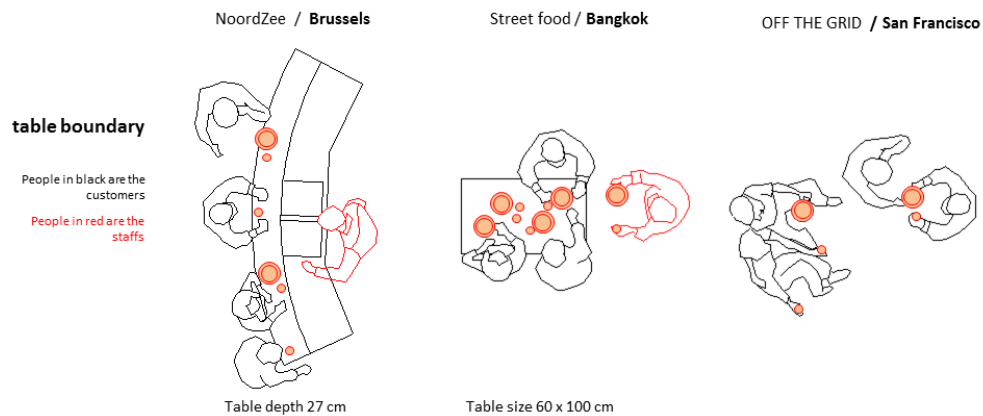 NoordZee / Brussels
Street food / Bangkok
OFF THE GRID / San Francisco
table boundary
People in black are the
customers
People in red are the
staffs
Table depth 27 cm
Table size 60 x 100 cm